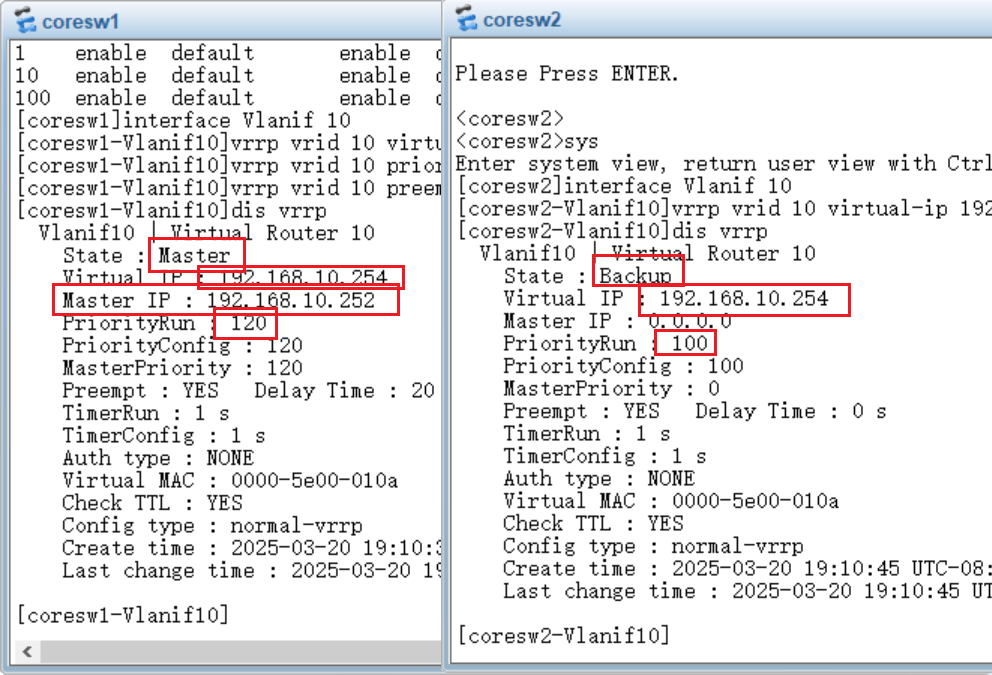 coresw1
1 enable default enable
10 enable default enable
100 enable default enable
[coresw1]interface Vlanif 10
[coresw1-Vlanif10]vrrp vrid 10 virtu
[coresw1-Vlanif10]vrrp vrid 10 prior
[coresw1-Vlanif10]vrrp vrid 10 preem
[coresw1-Vlanif10]dis vrrp
Vlanif10 | Virtual Router 10
State : Master
Virtual IP : 192.168.10.254
Master IP : 192.168.10.252
PriorityRun : 120
PriorityConfig : 120
MasterPriority : 120
Preempt : YES Delay Time : 20
TimerRun : 1 s
TimerConfig : 1 s
Auth type : NONE
Virtual MAC : 0000-5e00-010a
Check TTL : YES
Config type : normal-vrrp
Create time : 2025-03-20 19:10:3
Last change time : 2025-03-20 19
[coresw1-Vlanif10]
coresw2
Please Press ENTER.
<coresw2>
<coresw2>sys
Enter system view, return user view with Ctrl
[coresw2]interface Vlanif 10
[coresw2-Vlanif10]vrrp vrid 10 virtual-ip 192
[coresw2-Vlanif10]dis vrrp
Vlanif10 | Virtual Router 10
State : Backup
Virtual IP : 192.168.10.254
Master IP : 0.0.0.0
PriorityRun : 100
PriorityConfig : 100
MasterPriority : 0
Preempt : YES Delay Time : 0 s
TimerRun : 1 s
TimerConfig : 1 s
Auth type : NONE
Virtual MAC : 0000-5e00-010a
Check TTL : YES
Config type : normal-vrrp
Create time : 2025-03-20 19:10:45 UTC-08:
Last change time : 2025-03-20 19:10:45 UT
[coresw2-Vlanif10]